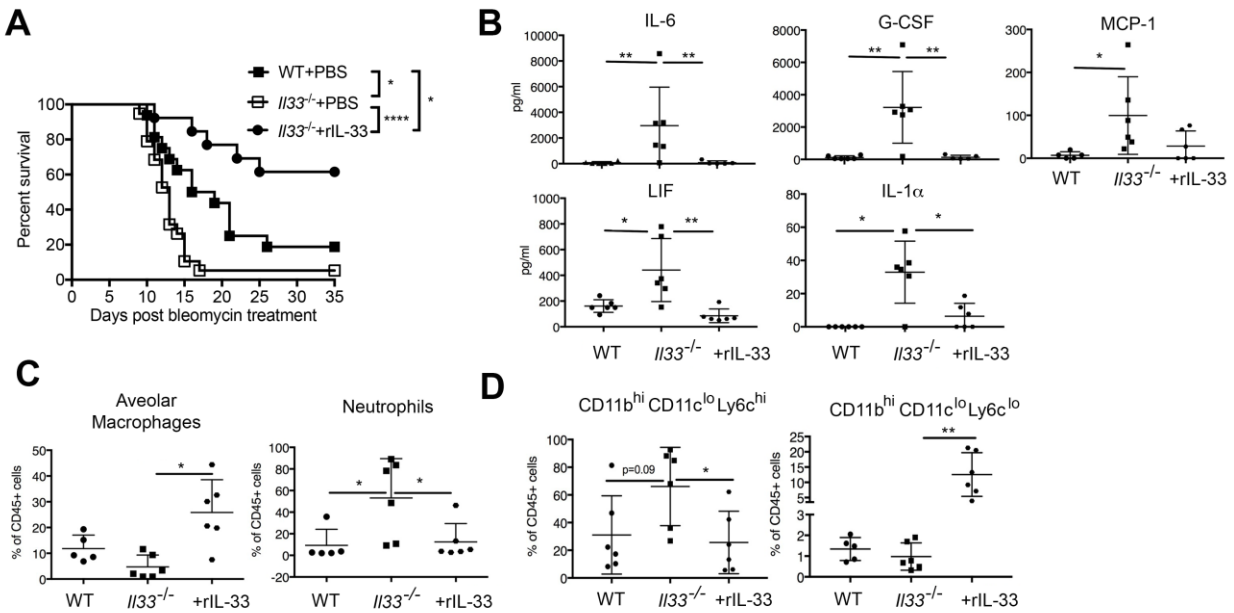 A
WT+PBS
Il33-/-+PBS
Il33-/-+rIL-33
*
****
*
Percent survival
100
80
60
40
20
0
0 5 10 15 20 25 30 35
Days post bleomycin treatment
B
IL-6
pg/ml
10000
8000
6000
4000
2000
0
** **
G-CSF
8000
6000
4000
2000
0
** **
MCP-1
300
200
100
0
*
WT Il33-/- +rIL-33
LIF
pg/ml
1000
800
600
400
200
0
* **
WT Il33-/- +rIL-33
IL-1α
80
60
40
20
0
* *
WT Il33-/- +rIL-33
C
Aveolar
Macrophages
% of CD45+ cells
50
40
30
20
10
0
*
WT Il33-/- +rIL-33
Neutrophils
% of CD45+ cells
100
80
60
40
20
0
-20
* *
WT Il33-/- +rIL-33
D
CD11bhi CD11clo Ly6chi
% of CD45+ cells
100
80
60
40
20
0
p=0.09 *
WT Il33-/- +rIL-33
CD11bhi CD11cloLy6clo
% of CD45+ cells
25
20
15
10
5
3
2
1
0
**
WT Il33-/- +rIL-33